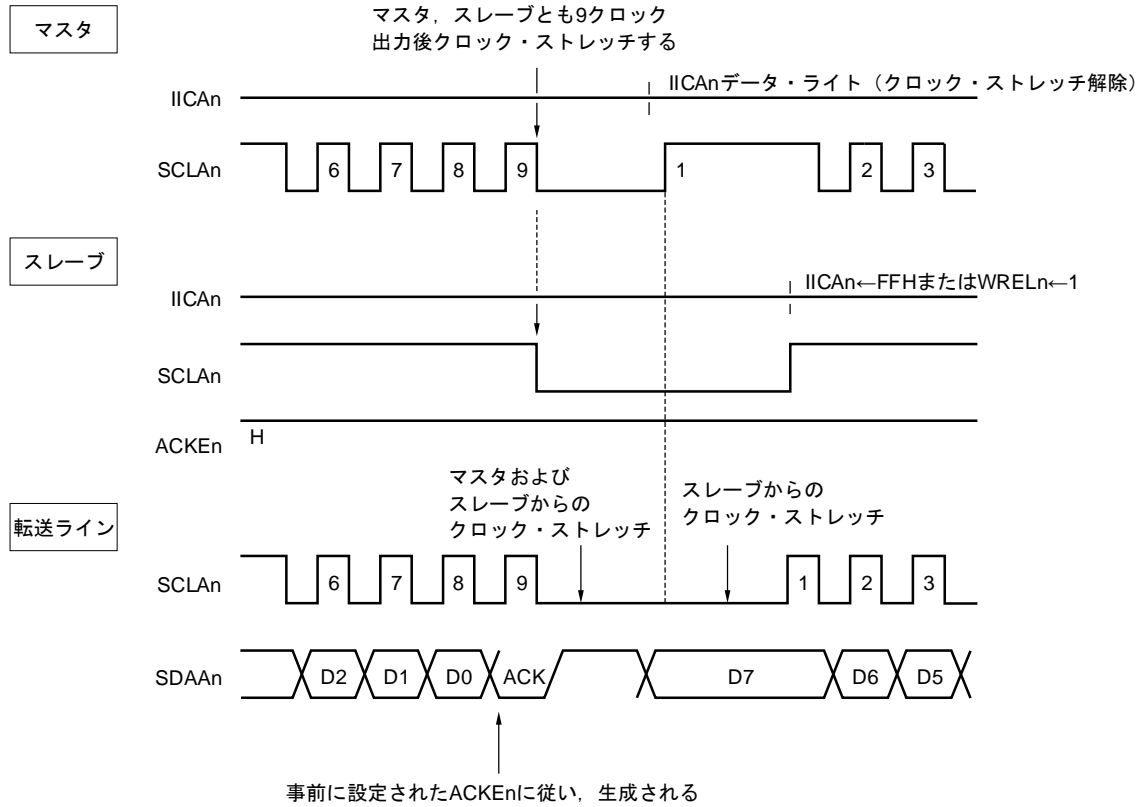 マスタ
マスタ，スレーブとも9クロック
出力後クロック・ストレッチする
IICAn
IICAnデータ・ライト（クロック・ストレッチ解除）
SCLAn
6 7 8 9 1 2 3
スレーブ
IICAn
IICAn←FFHまたはWRELn←1
SCLAn
ACKEn
H
転送ライン
マスタおよび
スレーブからの
クロック・ストレッチ
スレーブからの
クロック・ストレッチ
SCLAn
6 7 8 9 1 2 3
SDAAn
D2 D1 D0 ACK D7 D6 D5
事前に設定されたACKEnに従い，生成される